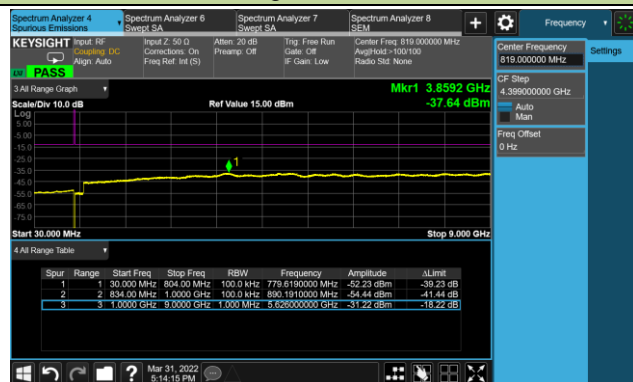 Spectrum Analyzer 4
Spurious Emissions
Spectrum Analyzer 6
Swept SA
Spectrum Analyzer 7
Swept SA
Spectrum Analyzer 8
SEM
Frequency
KEYSIGHT
Input: RF
Coupling: DC
Align: Auto
Input Z: 50 Ω
Corrections: On
Freq Ref: Int (S)
Atten: 20 dB
Preamp: Off
Trig: Free Run
Gate: Off
IF Gain: Low
Center Freq: 819.000000 MHz
Avg|Hold:>100/100
Radio Std: None
LXI PASS
3 All Range Graph
Scale/Div 10.0 dB
Ref Value 15.00 dBm
Mkr1 3.8592 GHz
-37.64 dBm
Log
5.00
-5.00
-15.0
-25.0
-35.0
-45.0
-55.0
-65.0
-75.0
1
Start 30.000 MHz
Stop 9.000 GHz
4 All Range Table
Spur Range Start Freq Stop Freq RBW Frequency Amplitude ΔLimit
1 1 30.000 MHz 804.00 MHz 100.0 kHz 779.6190000 MHz -52.23 dBm -39.23 dB
2 2 834.00 MHz 1.0000 GHz 100.0 kHz 890.1910000 MHz -54.44 dBm -41.44 dB
3 3 1.0000 GHz 9.0000 GHz 1.000 MHz 5.626000000 GHz -31.22 dBm -18.22 dB
Center Frequency
819.000000 MHz
Settings
CF Step
4.399000000 GHz
Auto
Man
Freq Offset
0 Hz
?
Mar 31, 2022
5:14:15 PM